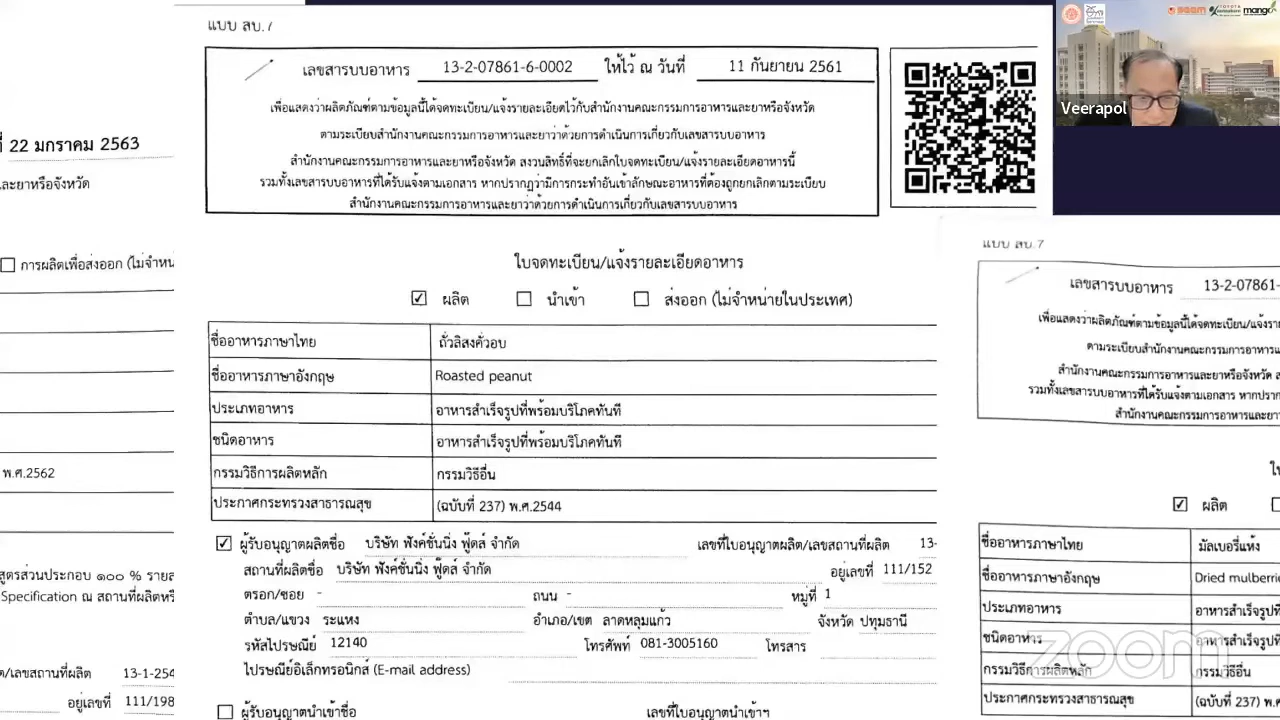 ที่ 22 มกราคม 2563
และยาหรือจังหวัด
การผลิตเพื่อส่งออก (ไม่จำหน่
พ.ศ.2562
สูตรส่วนประกอบ ๑๐๐ % ราย
Specification ณ สถานที่ผลิตหรื
/เลขสถานที่ผลิต 13-1-254
อยู่เลขที่ 111/198
แบบ สบ.7
เลขสารบบอาหาร 13-2-07861-6-0002 ให้ไว้ ณ วันที่ 11 กันยายน 2561
เพื่อแสดงว่าผลิตภัณฑ์ตามข้อมูลนี้ได้จดทะเบียน/แจ้งรายละเอียดไว้กับสำนักงานคณะกรรมการอาหารและยาหรือจังหวัด
ตามระเบียบสำนักงานคณะกรรมการอาหารและยาว่าด้วยการดำเนินการเกี่ยวกับเลขสารบบอาหาร
สำนักงานคณะกรรมการอาหารและยาหรือจังหวัด สงวนสิทธิ์ที่จะยกเลิกใบจดทะเบียน/แจ้งรายละเอียดอาหารนี้
รวมทั้งเลขสารบบอาหารที่ได้รับแจ้งตามเอกสาร หากปรากฏว่ามีการกระทำอันเข้าลักษณะอาหารที่ต้องถูกยกเลิกตามระเบียบ
สำนักงานคณะกรรมการอาหารและยาว่าด้วยการดำเนินการเกี่ยวกับเลขสารบบอาหาร
ใบจดทะเบียน/แจ้งรายละเอียดอาหาร
ผลิต นำเข้า ส่งออก (ไม่จำหน่ายในประเทศ)
ชื่ออาหารภาษาไทย ถั่วลิสงคั่วอบ
ชื่ออาหารภาษาอังกฤษ Roasted peanut
ประเภทอาหาร อาหารสำเร็จรูปที่พร้อมบริโภคทันที
ชนิดอาหาร อาหารสำเร็จรูปที่พร้อมบริโภคทันที
กรรมวิธีการผลิตหลัก กรรมวิธีอื่น
ประกาศกระทรวงสาธารณสุข (ฉบับที่ 237) พ.ศ.2544
ผู้รับอนุญาตผลิตชื่อ บริษัท ฟังค์ชั่นนิ่ง ฟู้ดส์ จำกัด เลขที่ใบอนุญาตผลิต/เลขสถานที่ผลิต 13-
สถานที่ผลิตชื่อ บริษัท ฟังค์ชั่นนิ่ง ฟู้ดส์ จำกัด อยู่เลขที่ 111/152
ตรอก/ซอย - ถนน - หมู่ที่ 1
ตำบล/แขวง ระแหง อำเภอ/เขต ลาดหลุมแก้ว จังหวัด ปทุมธานี
รหัสไปรษณีย์ 12140 โทรศัพท์ 081-3005160 โทรสาร
ไปรษณีย์อิเล็กทรอนิกส์ (E-mail address)
ผู้รับอนุญาตนำเข้าชื่อ เลขที่ใบอนุญาตนำเข้าฯ
TOYOTA
mango
Veerapol
แบบ สบ.7
เลขสารบบอาหาร 13-2-07861-
เพื่อแสดงว่าผลิตภัณฑ์ตามข้อมูลนี้ได้จดทะเบียน/แจ้งราย
ตามระเบียบสำนักงานคณะกรรมการอา
สำนักงานคณะกรรมการอาหารและยาหรือจังหวัด ส
รวมทั้งเลขสารบบอาหารที่ได้รับแจ้งตามเอกสาร หากปราก
สำนักงานคณะกรรมการอาหารและยา
ใ
ผลิต
ชื่ออาหารภาษาไทย มัลเบอรี่แห้ง
ชื่ออาหารภาษาอังกฤษ Dried mulberri
ประเภทอาหาร อาหารสำเร็จรู
ชนิดอาหาร อาหารสำเร็จรู
กรรมวิธีการผลิตหลัก กรรมวิธีอื่น
ประกาศกระทรวงสาธารณสุข (ฉบับที่ 237) พ.ศ
zoom